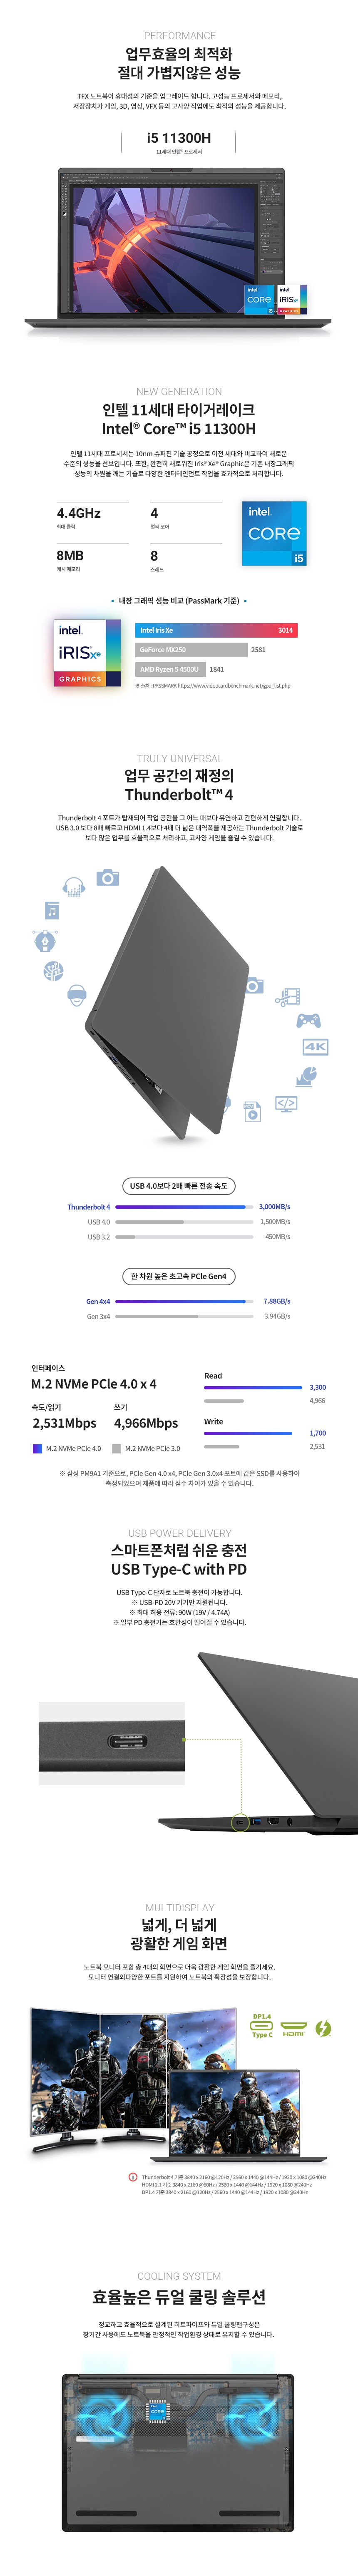 PERFORMANCE
업무효율의 최적화
절대 가볍지않은 성능
TFX 노트북이 휴대성의 기준을 업그레이드 합니다. 고성능 프로세서와 메모리,
저장장치가 게임, 3D, 영상, VFX 등의 고사양 작업에도 최적의 성능을 제공합니다.
i5 11300H
11세대 인텔® 프로세서
intel
CORE
i5
intel
iRIS xe
GRAPHICS
NEW GENERATION
인텔 11세대 타이거레이크
Intel® Core™ i5 11300H
인텔 11세대 프로세서는 10nm 슈퍼핀 기술 공정으로 이전 세대와 비교하여 새로운
수준의 성능을 선보입니다. 또한, 완전히 새로워진 Iris® Xe® Graphic은 기존 내장그래픽
성능의 차원을 깨는 기술로 다양한 엔터테인먼트 작업을 효과적으로 처리합니다.
4.4GHz
최대 클럭
4
멀티 코어
8MB
캐시 메모리
8
스레드
intel.
CORE
i5
• 내장 그래픽 성능 비교 (PassMark 기준) •
intel.
iRIS xe
GRAPHICS
Intel Iris Xe 3014
GeForce MX250 2581
AMD Ryzen 5 4500U 1841
※ 출처 : PASSMARK https://www.videocardbenchmark.net/gpu_list.php
TRULY UNIVERSAL
업무 공간의 재정의
Thunderbolt™ 4
Thunderbolt 4 포트가 탑재되어 작업 공간을 그 어느 때보다 유연하고 간편하게 연결합니다.
USB 3.0 보다 8배 빠르고 HDMI 1.4보다 4배 더 넓은 대역폭을 제공하는 Thunderbolt 기술로
보다 많은 업무를 효율적으로 처리하고, 고사양 게임을 즐길 수 있습니다.
4K
USB 4.0보다 2배 빠른 전송 속도
Thunderbolt 4 3,000MB/s
USB 4.0 1,500MB/s
USB 3.2 450MB/s
한 차원 높은 초고속 PCIe Gen4
Gen 4x4 7.88GB/s
Gen 3x4 3.94GB/s
인터페이스
M.2 NVMe PCIe 4.0 x 4
속도/읽기
2,531Mbps
쓰기
4,966Mbps
M.2 NVMe PCIe 4.0
M.2 NVMe PCIe 3.0
Read
3,300
4,966
Write
1,700
2,531
※ 삼성 PM9A1 기준으로, PCIe Gen 4.0 x4, PCIe Gen 3.0x4 포트에 같은 SSD를 사용하여
측정되었으며 제품에 따라 점수 차이가 있을 수 있습니다.
USB POWER DELIVERY
스마트폰처럼 쉬운 충전
USB Type-C with PD
USB Type-C 단자로 노트북 충전이 가능합니다.
※ USB-PD 20V 기기만 지원됩니다.
※ 최대 허용 전류: 90W (19V / 4.74A)
※ 일부 PD 충전기는 호환성이 떨어질 수 있습니다.
MULTIDISPLAY
넓게, 더 넓게
광활한 게임 화면
노트북 모니터 포함 총 4대의 화면으로 더욱 광활한 게임 화면을 즐기세요.
모니터 연결외다양한 포트를 지원하여 노트북의 확장성을 보장합니다.
DP1.4
Type C
HDMI
Thunderbolt 4 기준 3840 x 2160 @120Hz / 2560 x 1440 @144Hz / 1920 x 1080 @240Hz
HDMI 2.1 기준 3840 x 2160 @60Hz / 2560 x 1440 @144Hz / 1920 x 1080 @240Hz
DP1.4 기준 3840 x 2160 @120Hz / 2560 x 1440 @144Hz / 1920 x 1080 @240Hz
COOLING SYSTEM
효율높은 듀얼 쿨링 솔루션
정교하고 효율적으로 설계된 히트파이프와 듀얼 쿨링팬구성은
장기간 사용에도 노트북을 안정적인 작업환경 상태로 유지할 수 있습니다.
intel
CORE